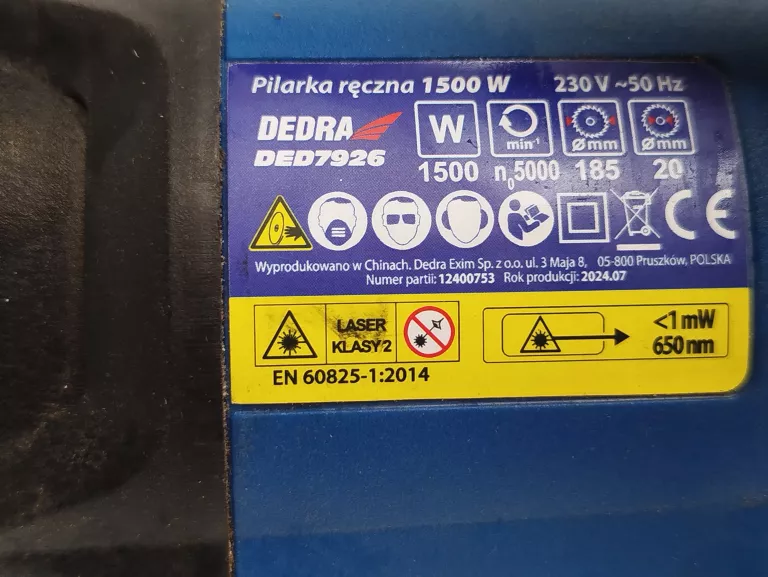 Pilarka ręczna 1500 W 230 V ~50 Hz
DEDRA
DED7926
W min⁻¹ Ømm Ømm
1500 n₀5000 185 20
CE
Wyprodukowano w Chinach. Dedra Exim Sp. z o.o. ul. 3 Maja 8, 05-800 Pruszków, POLSKA
Numer partii: 12400753 Rok produkcji: 2024.07
LASER
KLASY 2
<1 mW
650 nm
EN 60825-1:2014